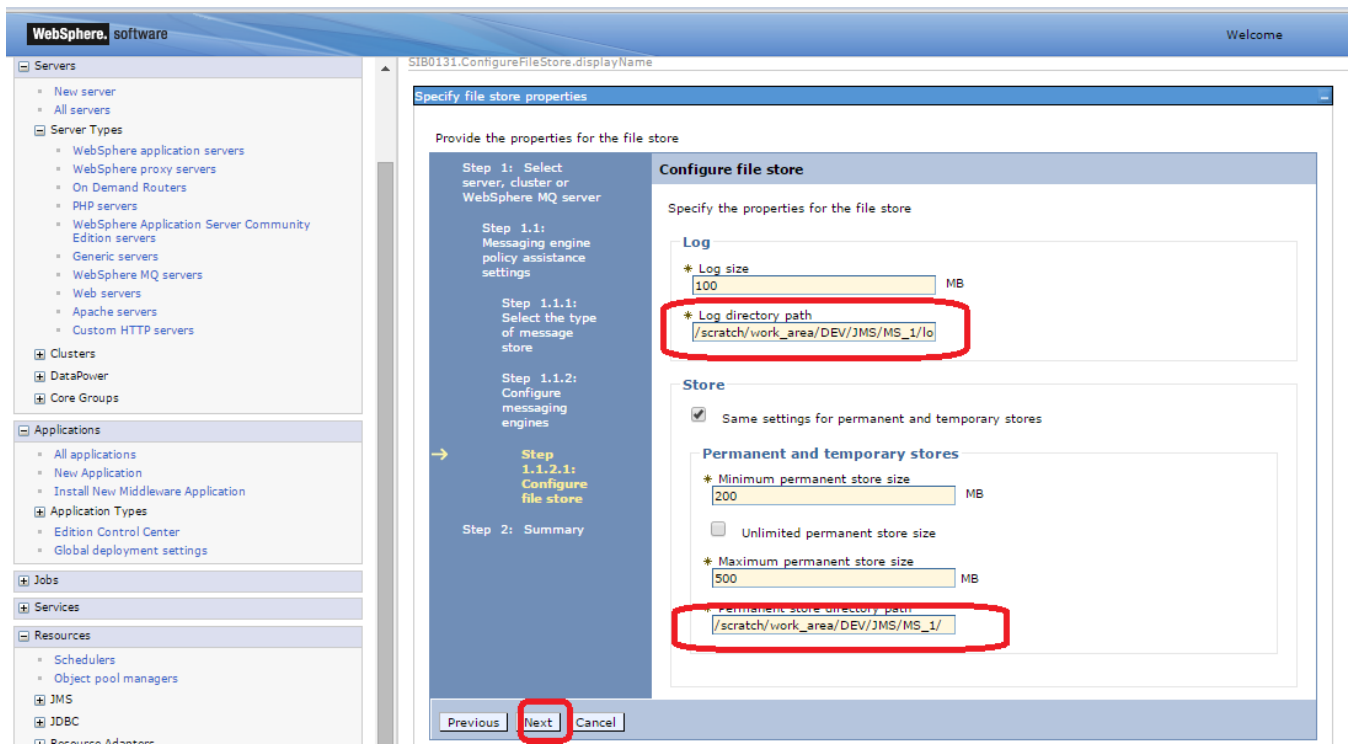 WebSphere. software
Welcome
Servers
New server
All servers
Server Types
WebSphere application servers
WebSphere proxy servers
On Demand Routers
PHP servers
WebSphere Application Server Community
Edition servers
Generic servers
WebSphere MQ servers
Web servers
Apache servers
Custom HTTP servers
Clusters
DataPower
Core Groups
Applications
All applications
New Application
Install New Middleware Application
Application Types
Edition Control Center
Global deployment settings
Jobs
Services
Resources
Schedulers
Object pool managers
JMS
JDBC
Resource Adapters
SIB0131.ConfigureFileStore.displayName
Specify file store properties
Provide the properties for the file store
Step 1: Select
server, cluster or
WebSphere MQ server
Step 1.1:
Messaging engine
policy assistance
settings
Step 1.1.1:
Select the type
of message
store
Step 1.1.2:
Configure
messaging
engines
Step
1.1.2.1:
Configure
file store
Step 2: Summary
Configure file store
Specify the properties for the file store
Log
* Log size
100 MB
* Log directory path
/scratch/work_area/DEV/JMS/MS_1/lo
Store
Same settings for permanent and temporary stores
Permanent and temporary stores
* Minimum permanent store size
200 MB
Unlimited permanent store size
* Maximum permanent store size
500 MB
* Permanent store directory path
/scratch/work_area/DEV/JMS/MS_1/
Previous Next Cancel